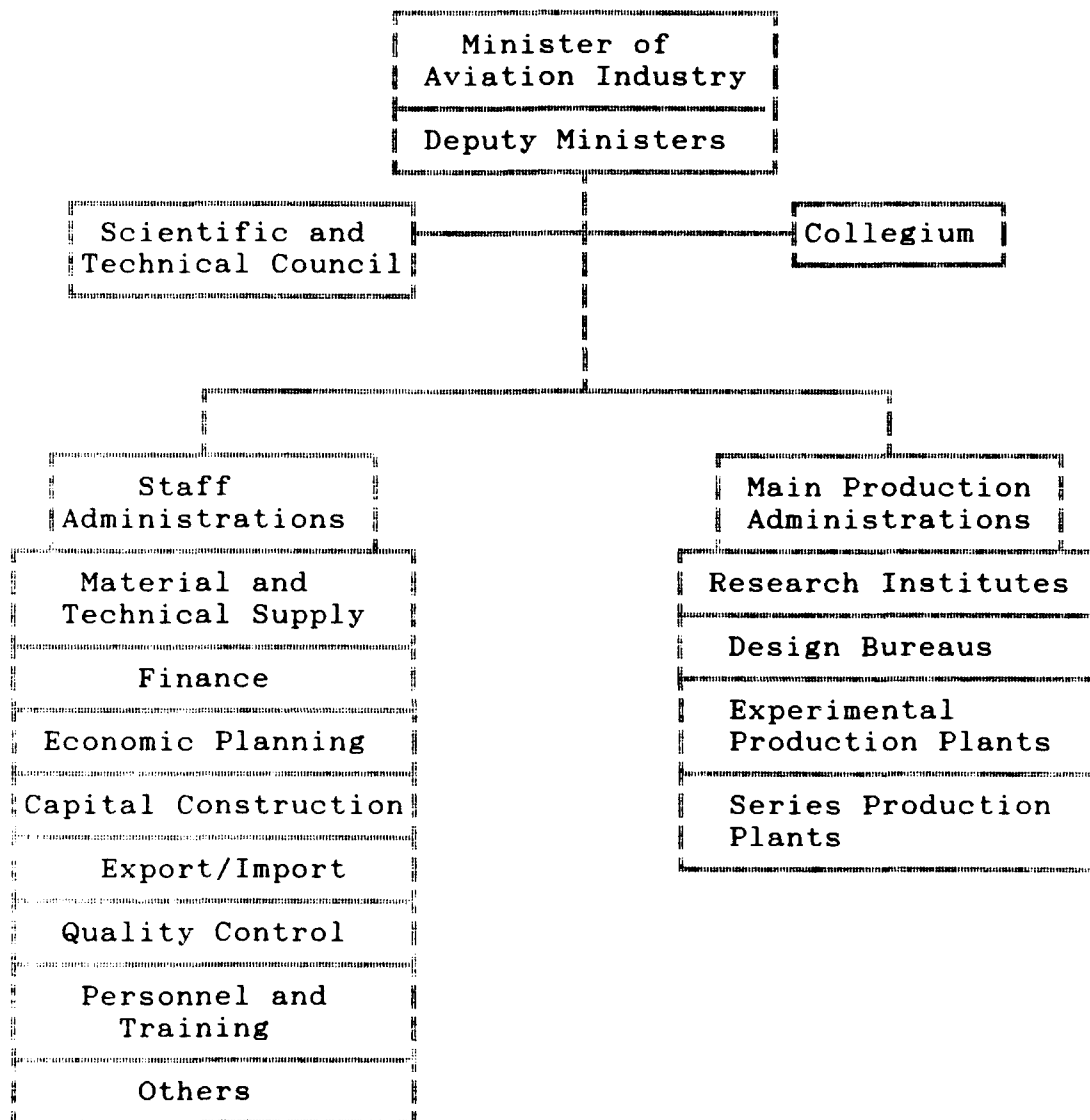 Minister of
Aviation Industry
Deputy Ministers
Scientific and
Technical Council
Collegium
Staff
Administrations
Main Production
Administrations
Material and
Technical Supply
Finance
Economic Planning
Capital Construction
Export/Import
Quality Control
Personnel and
Training
Others
Research Institutes
Design Bureaus
Experimental
Production Plants
Series Production
Plants